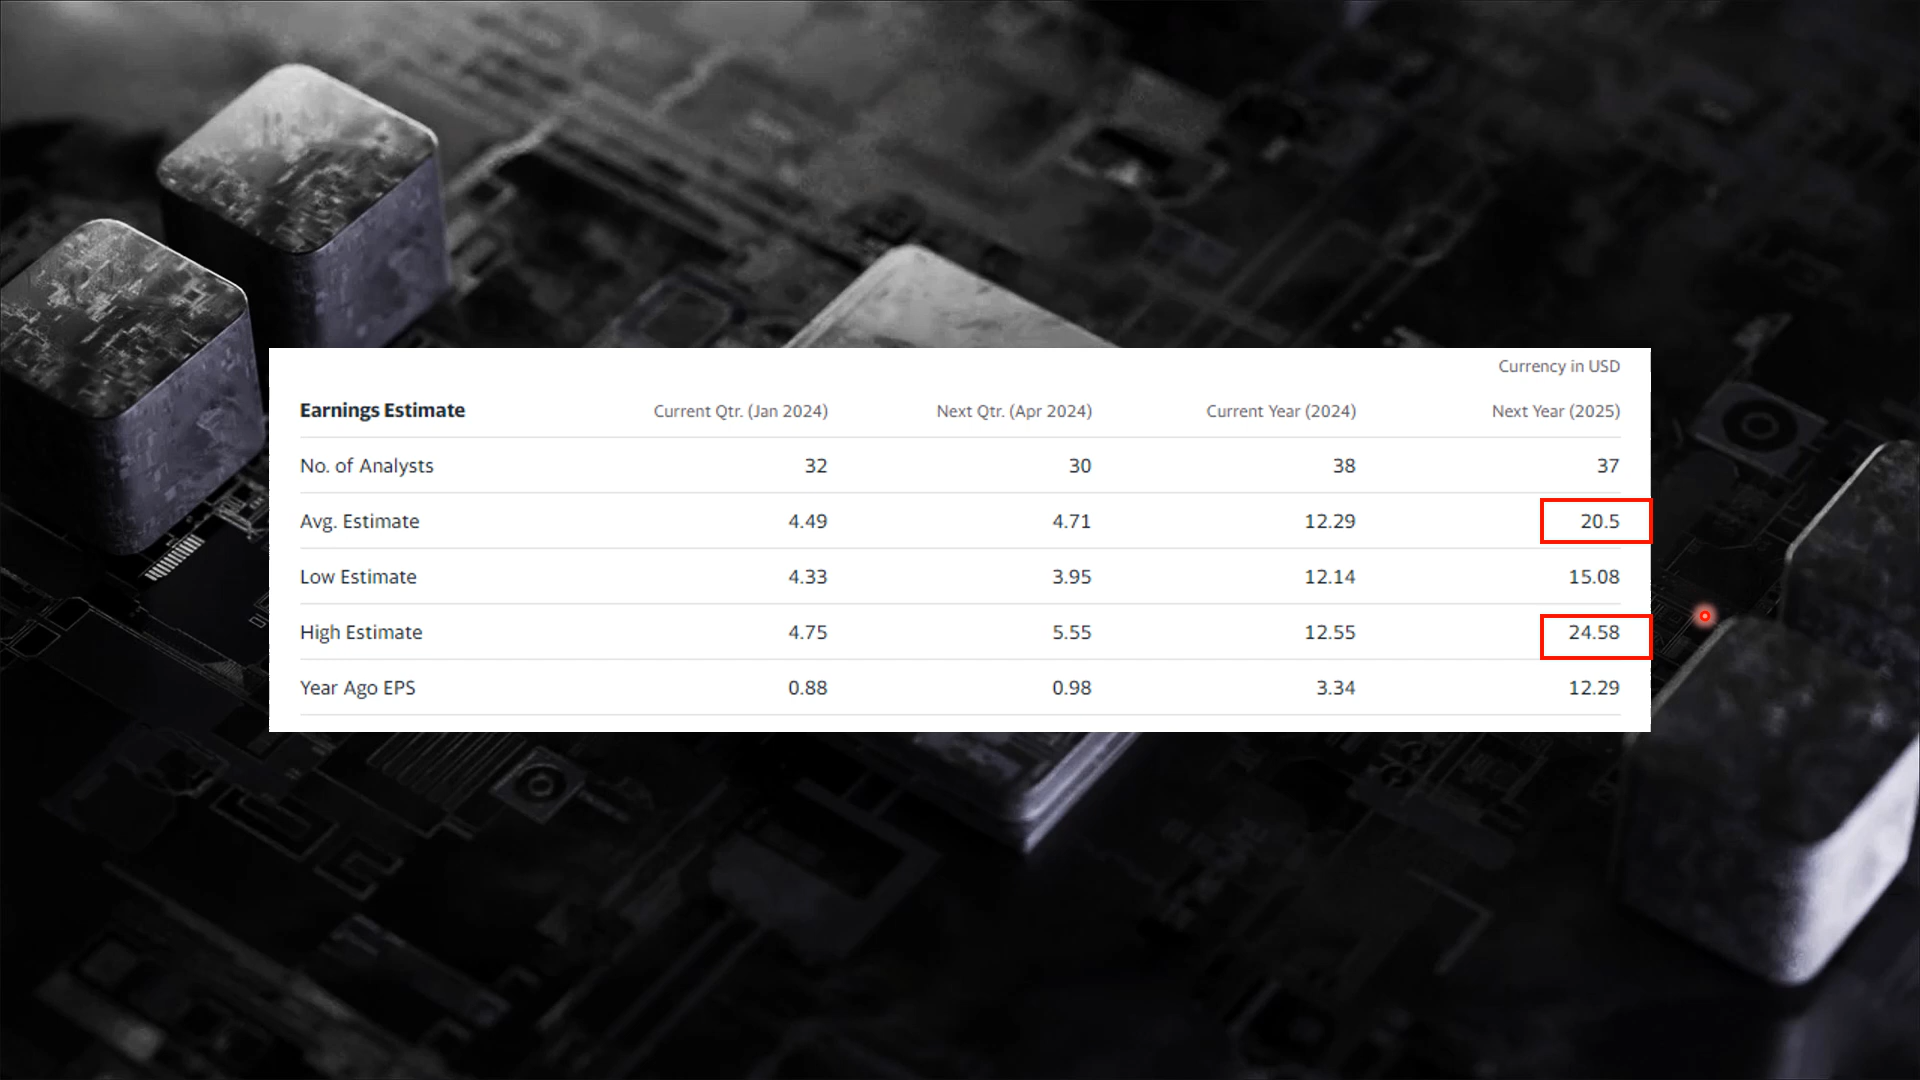 Currency in USD
Earnings Estimate Current Qtr. (Jan 2024) Next Qtr. (Apr 2024) Current Year (2024) Next Year (2025)
No. of Analysts 32 30 38 37
Avg. Estimate 4.49 4.71 12.29 20.5
Low Estimate 4.33 3.95 12.14 15.08
High Estimate 4.75 5.55 12.55 24.58
Year Ago EPS 0.88 0.98 3.34 12.29